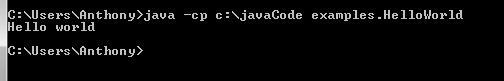 C:\Users\Anthony>java -cp c:\javaCode examples.HelloWorld
Hello world
C:\Users\Anthony>